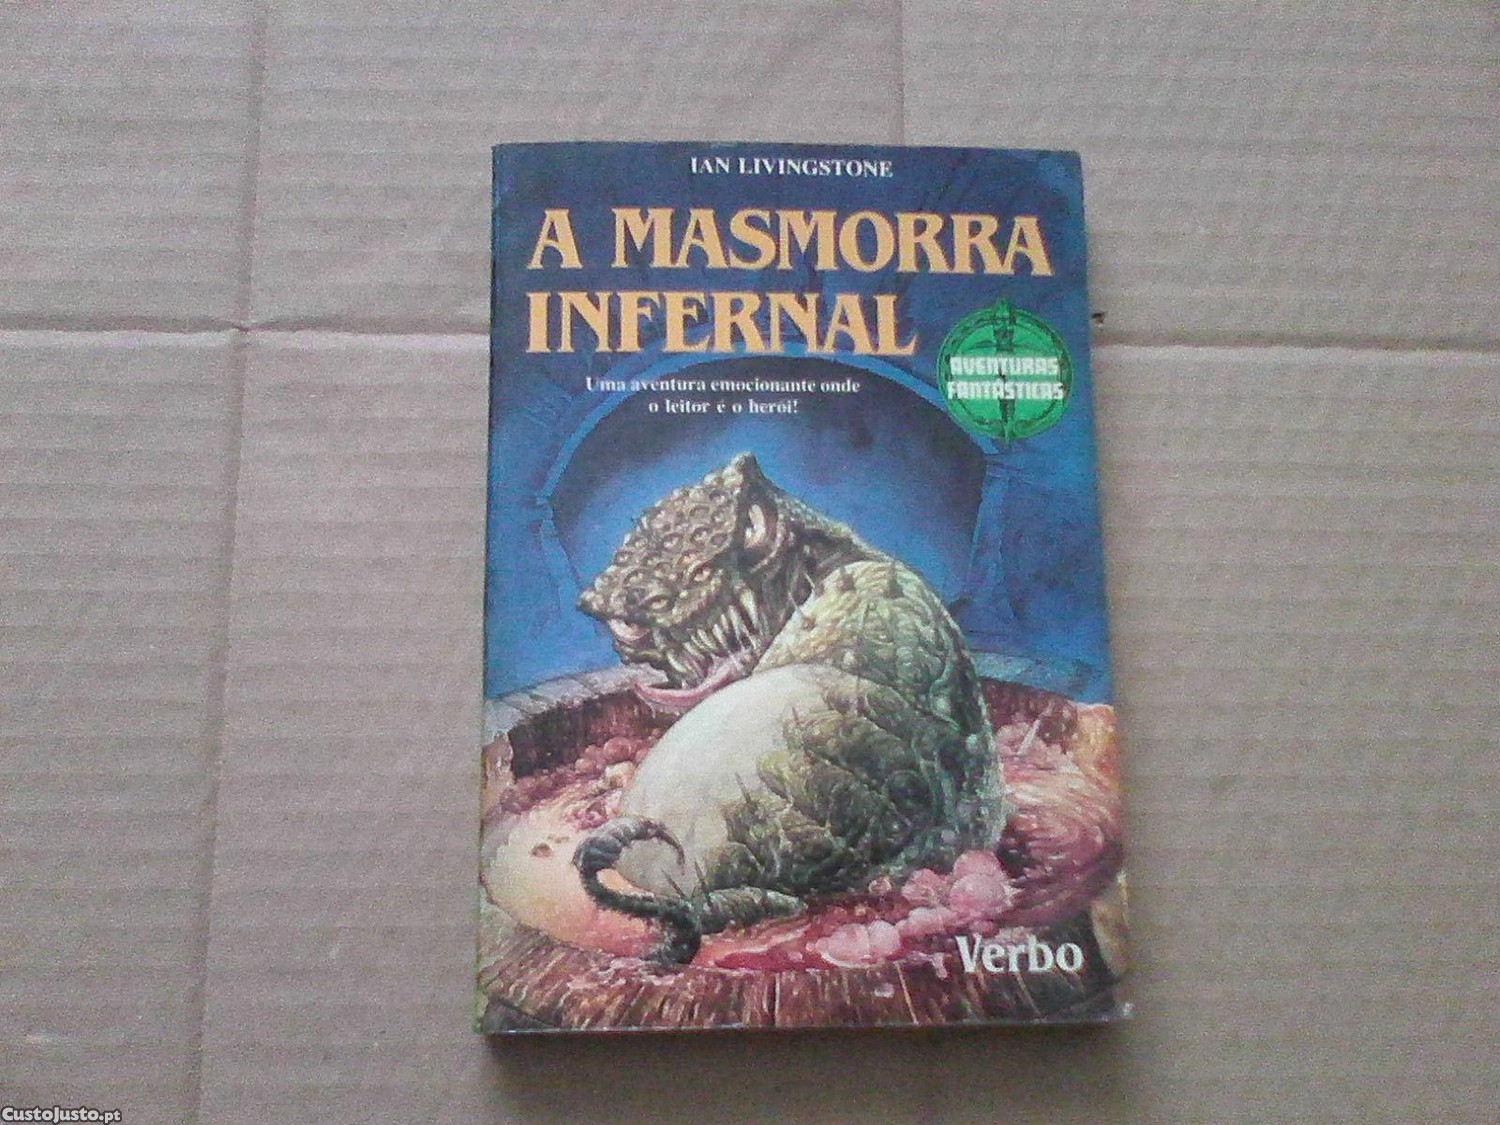 IAN LIVINGSTONE
A MASMORRA
INFERNAL
Uma aventura emocionante onde
o leitor é o herói!
AVENTURAS
FANTÁSTICAS
Verbo
CustoJusto.pt